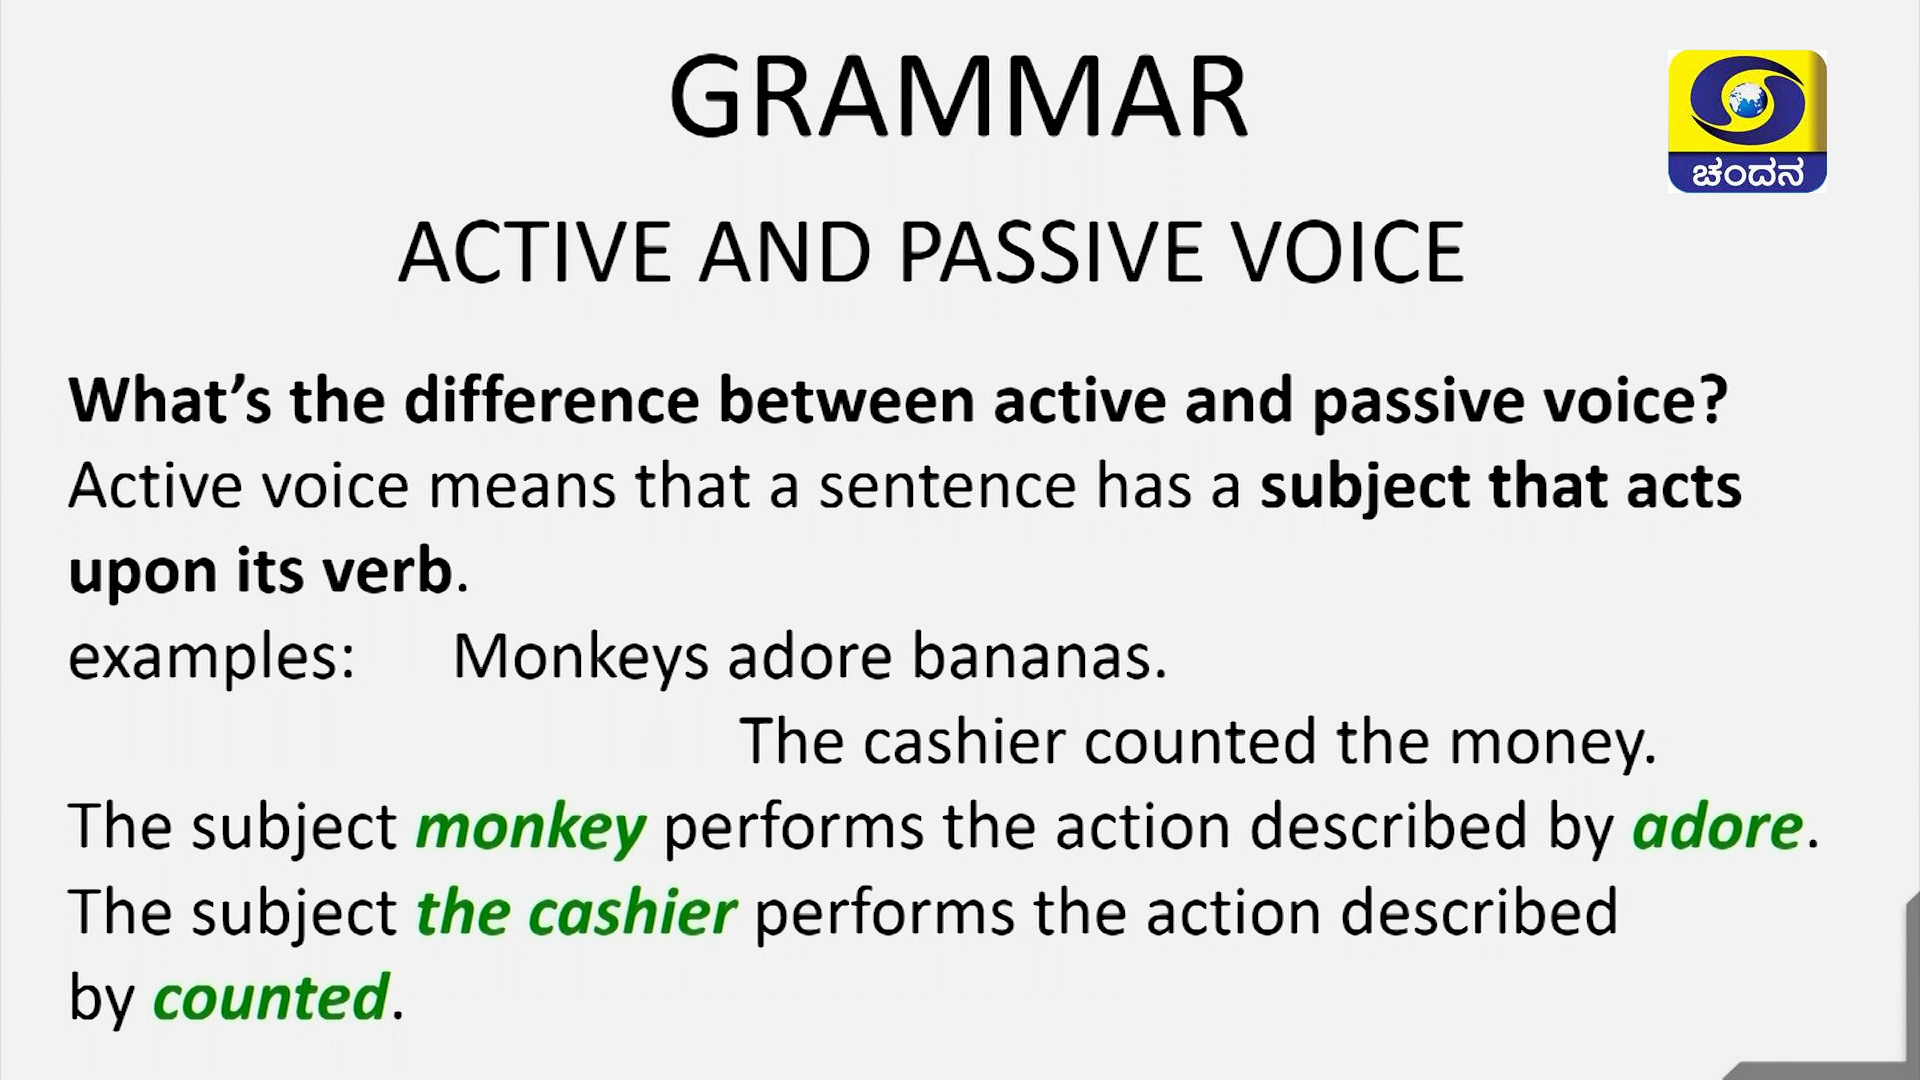 GRAMMAR
ಚಂದನ
ACTIVE AND PASSIVE VOICE
What’s the difference between active and passive voice?
Active voice means that a sentence has a subject that acts
upon its verb.
examples: Monkeys adore bananas.
The cashier counted the money.
The subject monkey performs the action described by adore.
The subject the cashier performs the action described
by counted.